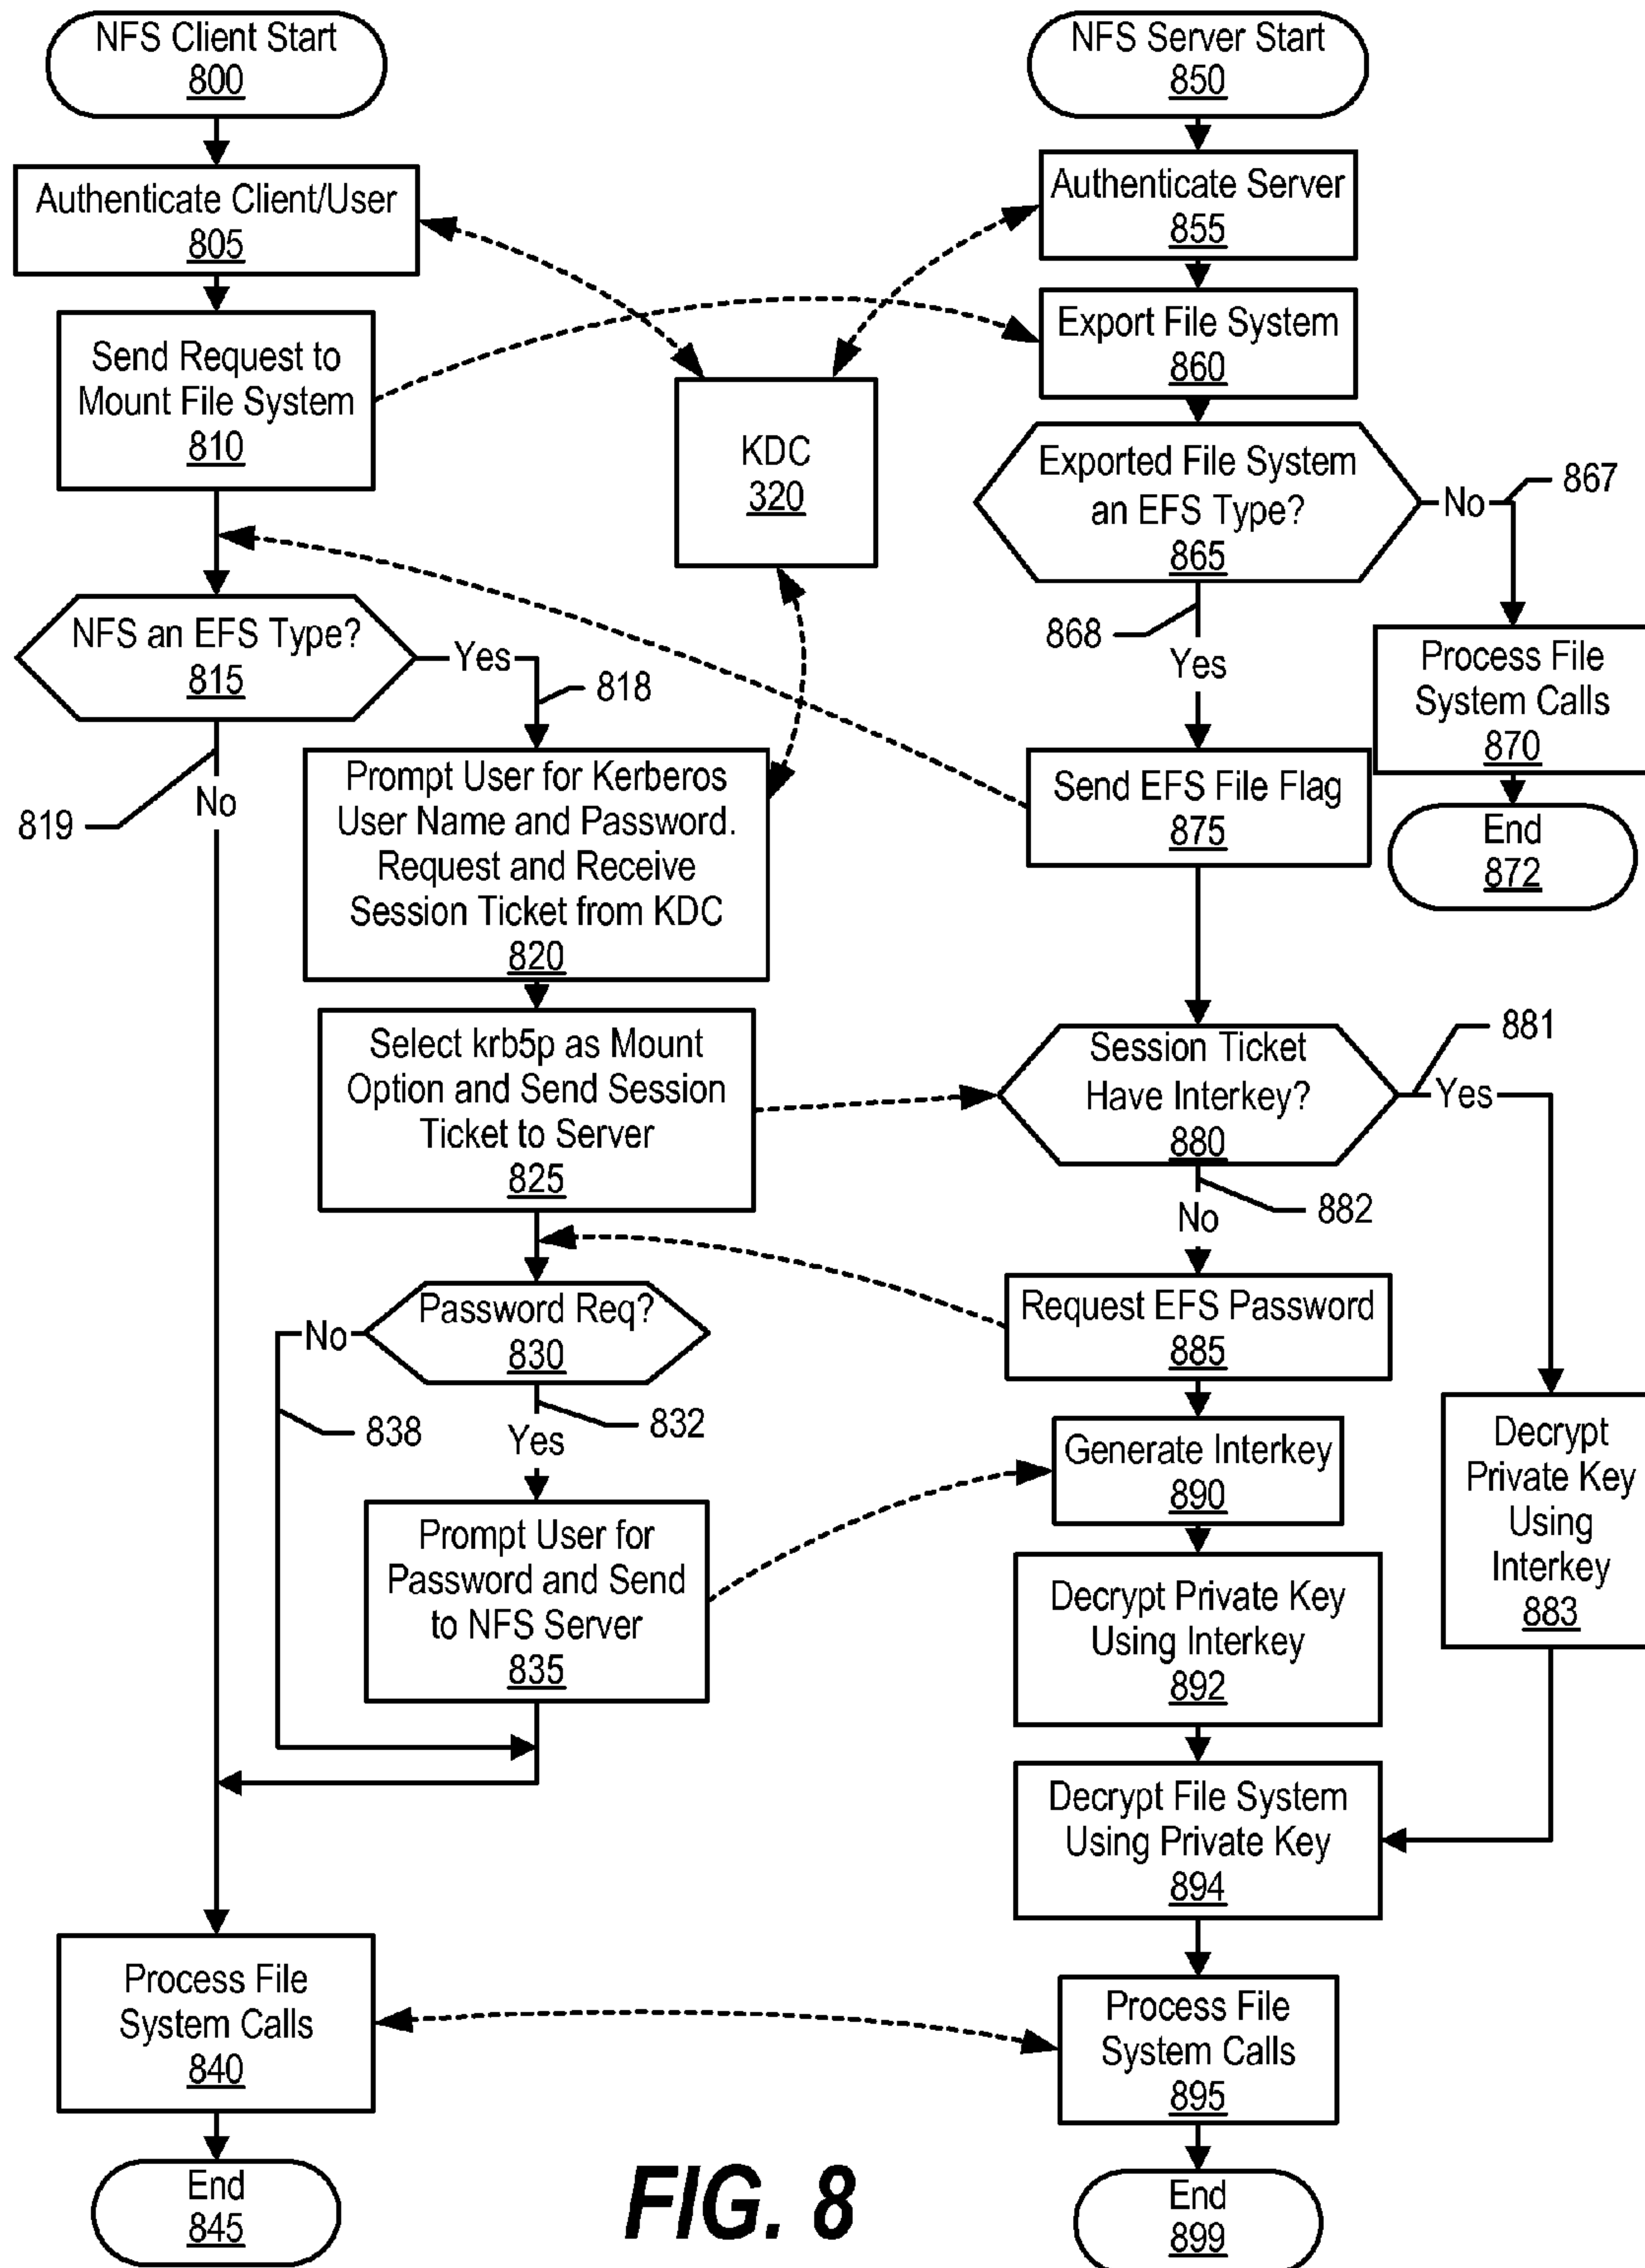 NFS Client Start
800
Authenticate Client/User
805
Send Request to
Mount File System
810
NFS an EFS Type?
815
Yes
818
No
819
Prompt User for Kerberos
User Name and Password.
Request and Receive
Session Ticket from KDC
820
Select krb5p as Mount
Option and Send Session
Ticket to Server
825
Password Req?
830
No
838
Yes
832
Prompt User for
Password and Send
to NFS Server
835
Process File
System Calls
840
End
845
KDC
320
NFS Server Start
850
Authenticate Server
855
Export File System
860
Exported File System
an EFS Type?
865
No
867
868
Yes
Process File
System Calls
870
End
872
Send EFS File Flag
875
Session Ticket
Have Interkey?
880
881
Yes
882
No
Request EFS Password
885
Generate Interkey
890
Decrypt
Private Key
Using
Interkey
883
Decrypt Private Key
Using Interkey
892
Decrypt File System
Using Private Key
894
Process File
System Calls
895
End
899
FIG. 8